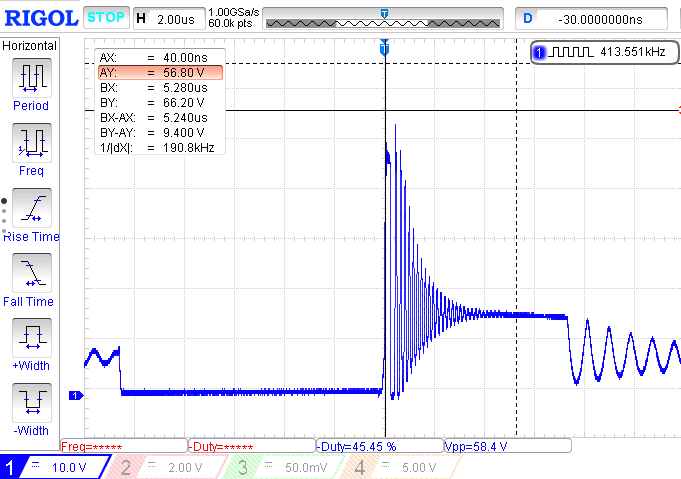 RIGOL STOP H 2.00us 1.00GSa/s 60.0k pts T D -30.0000000ns
Horizontal
1 413.551kHz
T
AX: = 40.00ns
AY: = 56.80 V
BX: = 5.280us
BY: = 66.20 V
BX-AX: = 5.240us
BY-AY: = 9.400 V
1/|dX|: = 190.8kHz
Period
Freq
Rise Time
Fall Time
+Width
-Width
1
Freq=***** -Duty=***** -Duty=45.45 % Vpp=58.4 V
1 10.0 V 2 2.00 V 3 50.0mV 4 5.00 V